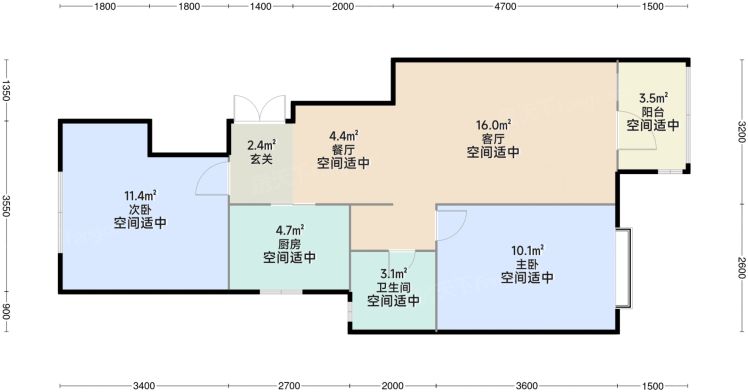 1800 1800 1400 2000 4700 1500
1350
3550
900
3200
2600
3.5㎡
阳台
空间适中
16.0㎡
客厅
空间适中
4.4㎡
餐厅
空间适中
2.4㎡
玄关
11.4㎡
次卧
空间适中
4.7㎡
厨房
空间适中
3.1㎡
卫生间
空间适中
10.1㎡
主卧
空间适中
3400 2700 2000 3600 1500